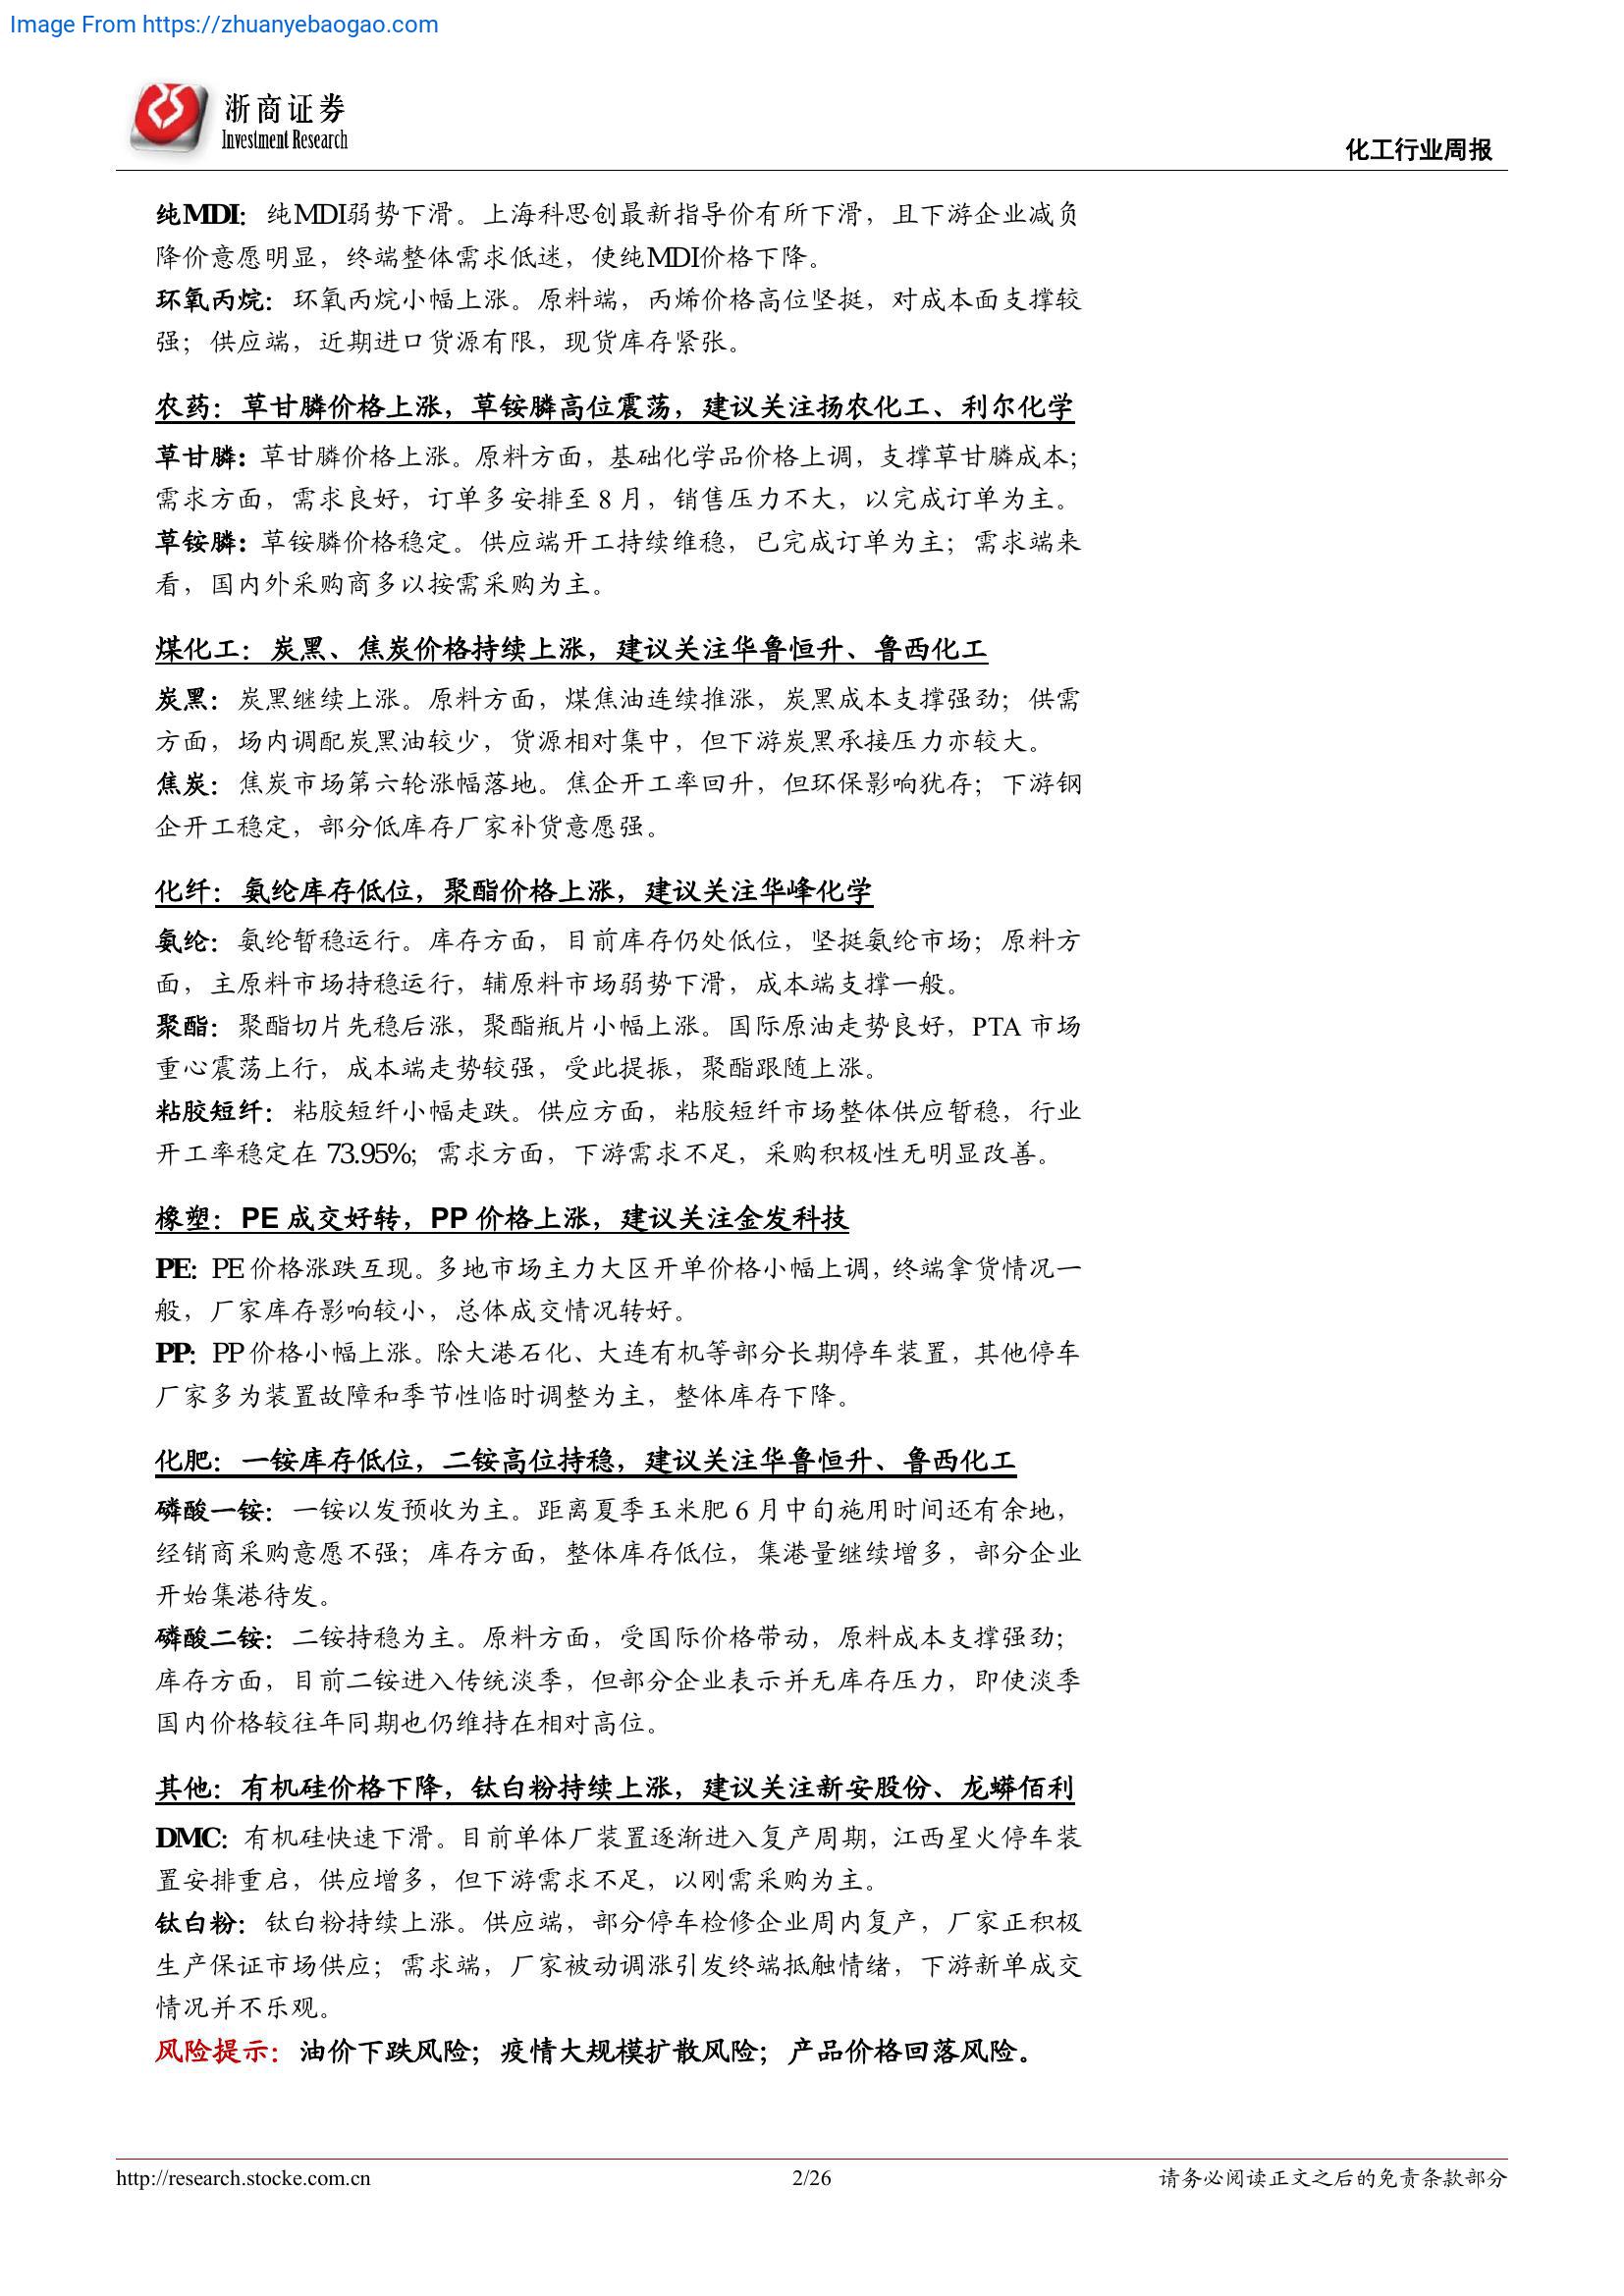 Image From https://zhuanyebaogao.com
浙商证券
Investment Research
化工行业周报
纯MDI：纯MDI弱势下滑。上海科思创最新指导价有所下滑，且下游企业减负
降价意愿明显，终端整体需求低迷，使纯MDI价格下降。
环氧丙烷：环氧丙烷小幅上涨。原料端，丙烯价格高位坚挺，对成本面支撑较
强；供应端，近期进口货源有限，现货库存紧张。
农药：草甘膦价格上涨，草铵膦高位震荡，建议关注扬农化工、利尔化学
草甘膦：草甘膦价格上涨。原料方面，基础化学品价格上调，支撑草甘膦成本；
需求方面，需求良好，订单多安排至 8 月，销售压力不大，以完成订单为主。
草铵膦：草铵膦价格稳定。供应端开工持续维稳，已完成订单为主；需求端来
看，国内外采购商多以按需采购为主。
煤化工：炭黑、焦炭价格持续上涨，建议关注华鲁恒升、鲁西化工
炭黑：炭黑继续上涨。原料方面，煤焦油连续推涨，炭黑成本支撑强劲；供需
方面，场内调配炭黑油较少，货源相对集中，但下游炭黑承接压力亦较大。
焦炭：焦炭市场第六轮涨幅落地。焦企开工率回升，但环保影响犹存；下游钢
企开工稳定，部分低库存厂家补货意愿强。
化纤：氨纶库存低位，聚酯价格上涨，建议关注华峰化学
氨纶：氨纶暂稳运行。库存方面，目前库存仍处低位，坚挺氨纶市场；原料方
面，主原料市场持稳运行，辅原料市场弱势下滑，成本端支撑一般。
聚酯：聚酯切片先稳后涨，聚酯瓶片小幅上涨。国际原油走势良好，PTA 市场
重心震荡上行，成本端走势较强，受此提振，聚酯跟随上涨。
粘胶短纤：粘胶短纤小幅走跌。供应方面，粘胶短纤市场整体供应暂稳，行业
开工率稳定在 73.95%；需求方面，下游需求不足，采购积极性无明显改善。
橡塑：PE 成交好转，PP 价格上涨，建议关注金发科技
PE：PE 价格涨跌互现。多地市场主力大区开单价格小幅上调，终端拿货情况一
般，厂家库存影响较小，总体成交情况转好。
PP：PP 价格小幅上涨。除大港石化、大连有机等部分长期停车装置，其他停车
厂家多为装置故障和季节性临时调整为主，整体库存下降。
化肥：一铵库存低位，二铵高位持稳，建议关注华鲁恒升、鲁西化工
磷酸一铵：一铵以发预收为主。距离夏季玉米肥 6 月中旬施用时间还有余地，
经销商采购意愿不强；库存方面，整体库存低位，集港量继续增多，部分企业
开始集港待发。
磷酸二铵：二铵持稳为主。原料方面，受国际价格带动，原料成本支撑强劲；
库存方面，目前二铵进入传统淡季，但部分企业表示并无库存压力，即使淡季
国内价格较往年同期也仍维持在相对高位。
其他：有机硅价格下降，钛白粉持续上涨，建议关注新安股份、龙蟒佰利
DMC：有机硅快速下滑。目前单体厂装置逐渐进入复产周期，江西星火停车装
置安排重启，供应增多，但下游需求不足，以刚需采购为主。
钛白粉：钛白粉持续上涨。供应端，部分停车检修企业周内复产，厂家正积极
生产保证市场供应；需求端，厂家被动调涨引发终端抵触情绪，下游新单成交
情况并不乐观。
风险提示：油价下跌风险；疫情大规模扩散风险；产品价格回落风险。
http://research.stocke.com.cn
2/26
请务必阅读正文之后的免责条款部分